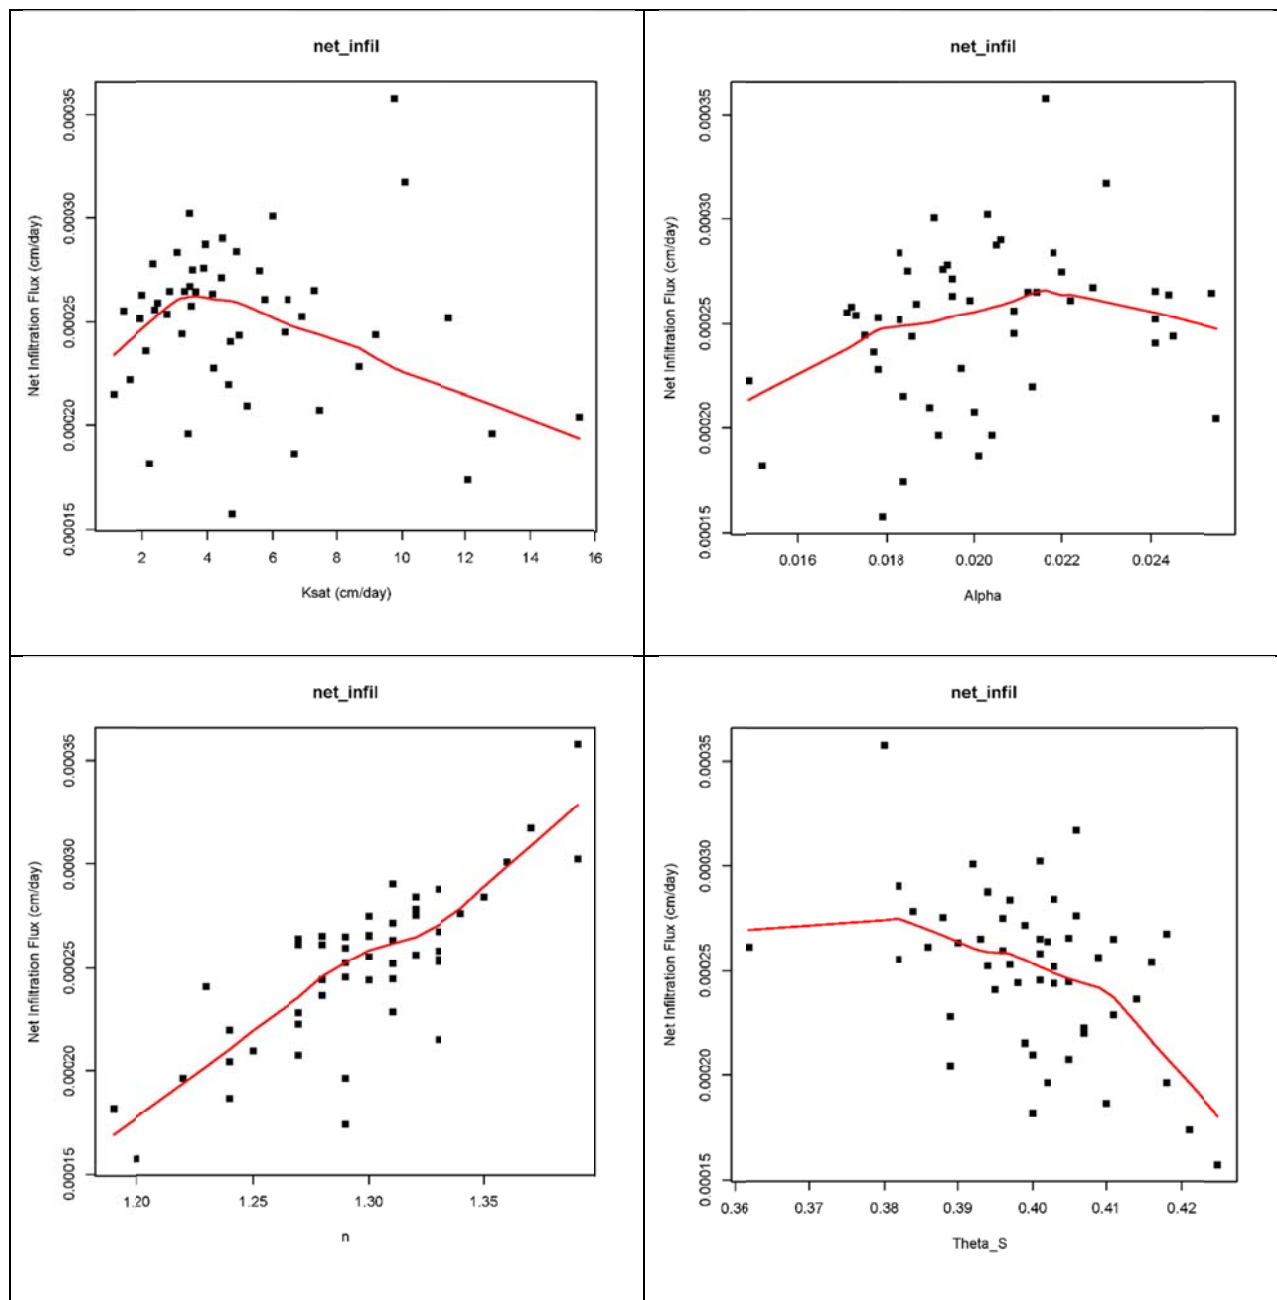 net_infil
Net Infiltration Flux (cm/day)
0.00035
0.00030
0.00025
0.00020
0.00015
2 4 6 8 10 12 14 16
Ksat (cm/day)
net_infil
Net Infiltration Flux (cm/day)
0.00035
0.00030
0.00025
0.00020
0.00015
0.016 0.018 0.020 0.022 0.024
Alpha
net_infil
Net Infiltration Flux (cm/day)
0.00035
0.00030
0.00025
0.00020
0.00015
1.20 1.25 1.30 1.35
n
net_infil
Net Infiltration Flux (cm/day)
0.00035
0.00030
0.00025
0.00020
0.00015
0.36 0.37 0.38 0.39 0.40 0.41 0.42
Theta_S